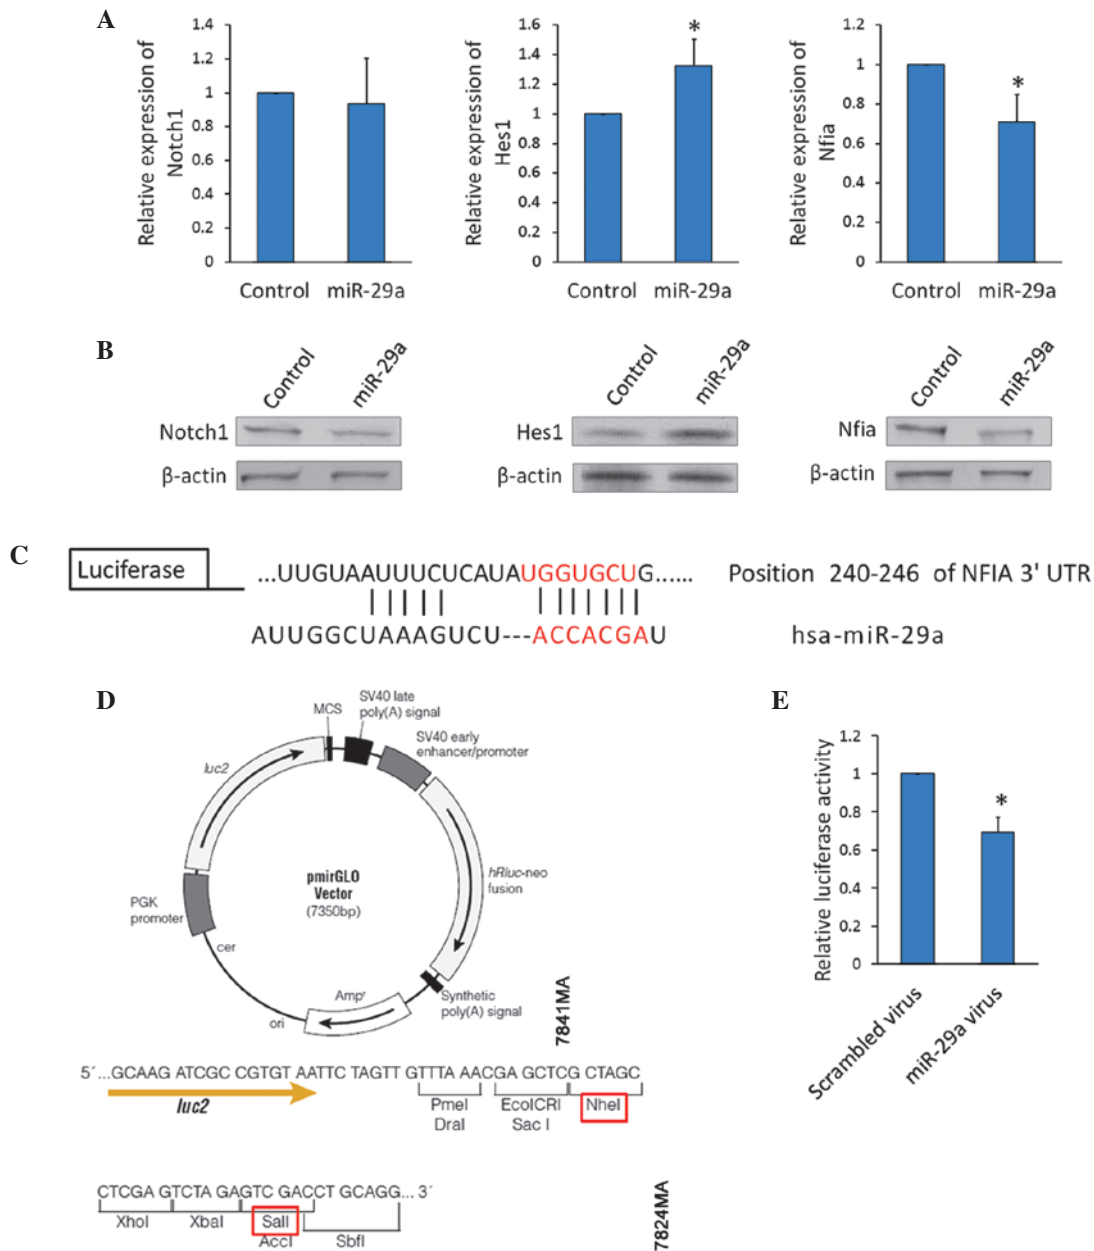 A
Relative expression of Notch1
1.4
1.2
1
0.8
0.6
0.4
0.2
0
Control miR-29a
Relative expression of Hes1
1.6
1.4
1.2
1
0.8
0.6
0.4
0.2
0
*
Control miR-29a
Relative expression of Nfia
1.2
1
0.8
0.6
0.4
0.2
0
*
Control miR-29a
B
Control miR-29a
Notch1
β-actin
Control miR-29a
Hes1
β-actin
Control miR-29a
Nfia
β-actin
C
Luciferase ...UUGUAAUUUCUCAUAUGGUGCUG...... Position 240-246 of NFIA 3' UTR
AUUGGCUAAAGUCU---ACCACGAU hsa-miR-29a
D
MCS
SV40 late
poly(A) signal
SV40 early
enhancer/promoter
luc2
hRluc-neo
fusion
pmirGLO
Vector
(7350bp)
PGK
promoter
cer
ori
Ampr
Synthetic
poly(A) signal
7841MA
5´...GCAAG ATCGC CGTGT AATTC TAGTT GTTTA AACGA GCTCG CTAGC
luc2
PmeI
DraI
EcoICRI
Sac I
NheI
CTCGA GTCTA GAGTC GACCT GCAGG... 3´
XhoI
XbaI
SalI
AccI
SbfI
7824MA
E
Relative luciferase activity
1.2
1
0.8
0.6
0.4
0.2
0
*
Scrambled virus
miR-29a virus